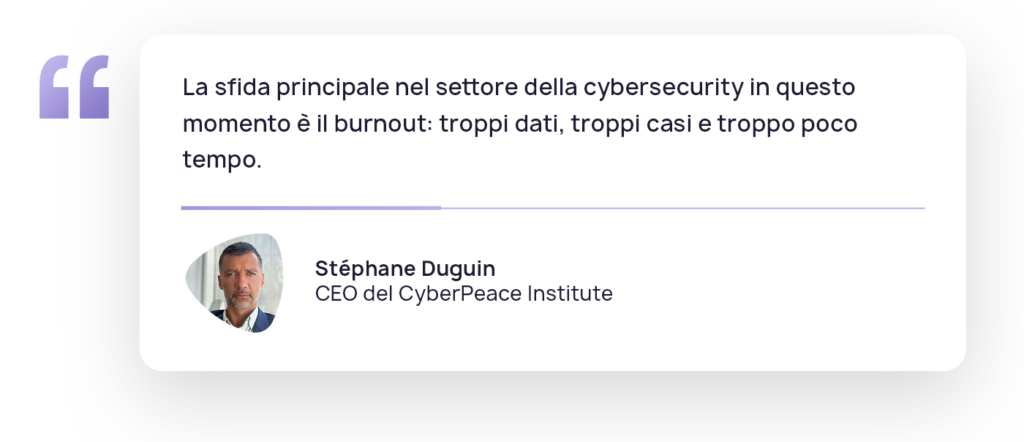 La sfida principale nel settore della cybersecurity in questo
momento è il burnout: troppi dati, troppi casi e troppo poco
tempo.
Stéphane Duguin
CEO del CyberPeace Institute